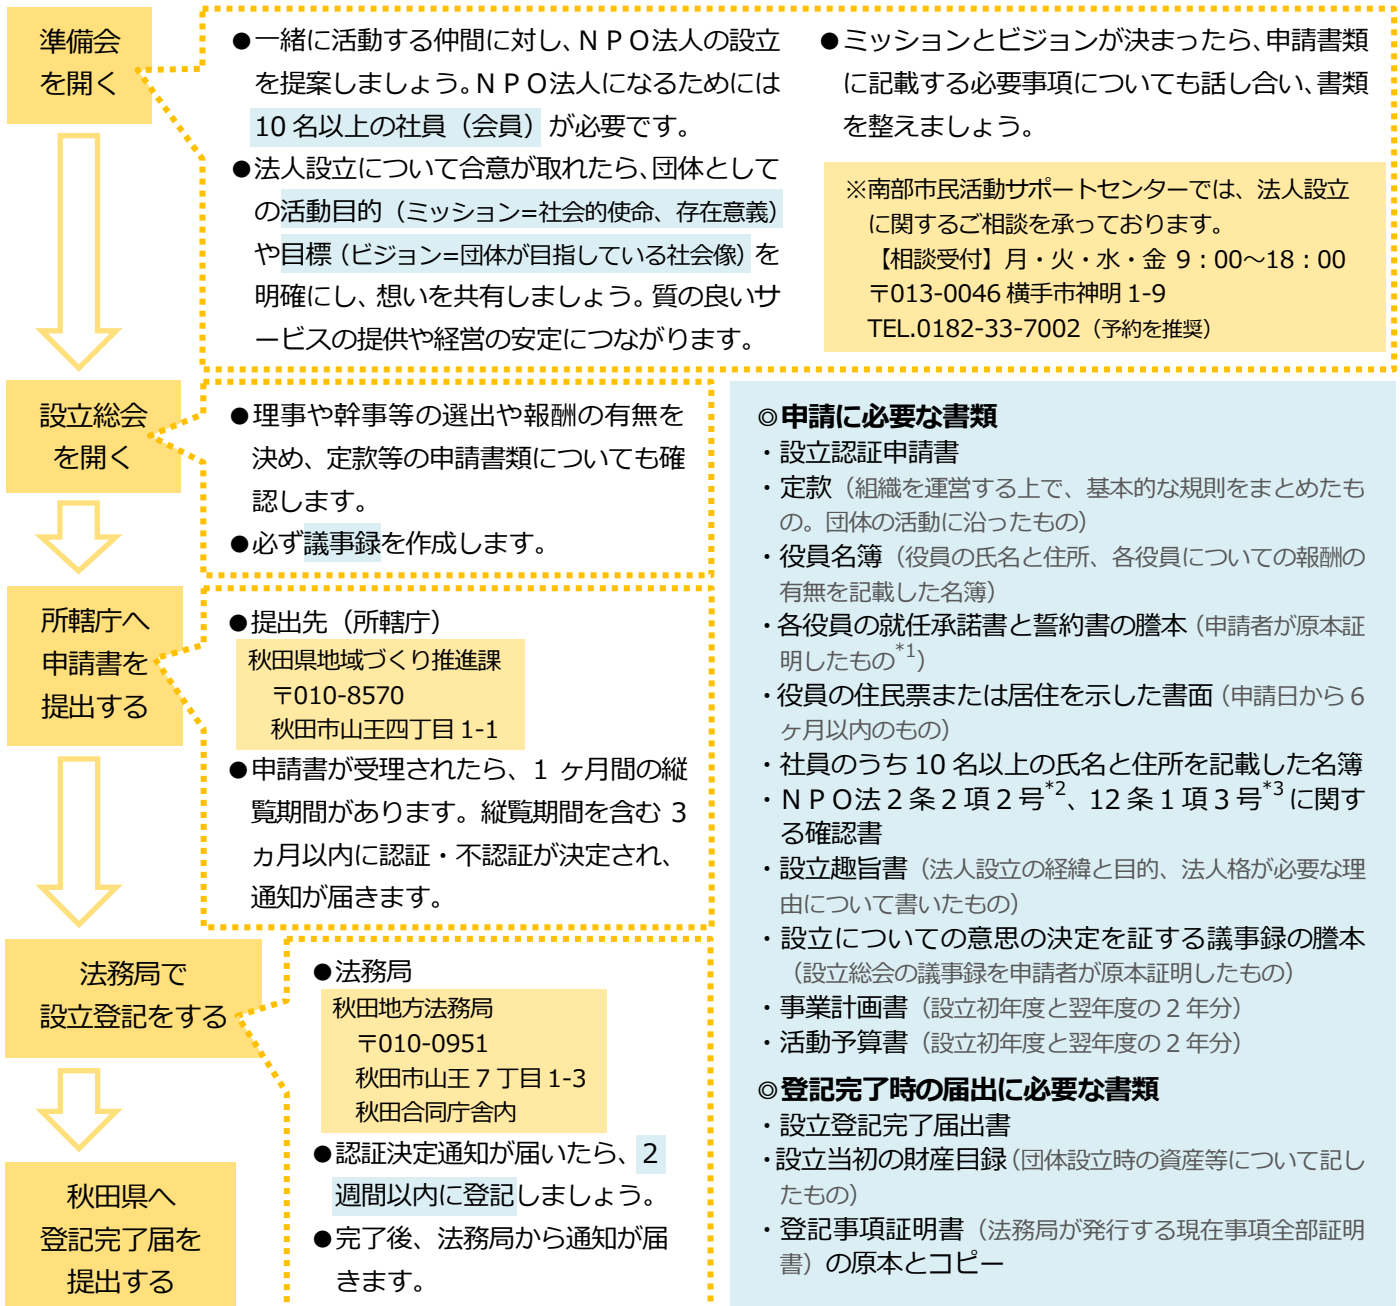 準備会
を開く
●一緒に活動する仲間に対し、ＮＰＯ法人の設立
を提案しましょう。ＮＰＯ法人になるためには
10 名以上の社員（会員）が必要です。
●法人設立について合意が取れたら、団体として
の活動目的（ミッション=社会的使命、存在意義）
や目標（ビジョン=団体が目指している社会像）を
明確にし、想いを共有しましょう。質の良いサ
ービスの提供や経営の安定につながります。
●ミッションとビジョンが決まったら、申請書類
に記載する必要事項についても話し合い、書類
を整えましょう。
※南部市民活動サポートセンターでは、法人設立
に関するご相談を承っております。
【相談受付】月・火・水・金 9：00～18：00
〒013-0046 横手市神明 1-9
TEL.0182-33-7002（予約を推奨）
設立総会
を開く
●理事や幹事等の選出や報酬の有無を
決め、定款等の申請書類についても確
認します。
●必ず議事録を作成します。
所轄庁へ
申請書を
提出する
●提出先（所轄庁）
秋田県地域づくり推進課
〒010-8570
秋田市山王四丁目 1-1
●申請書が受理されたら、1 ヶ月間の縦
覧期間があります。縦覧期間を含む 3
ヵ月以内に認証・不認証が決定され、
通知が届きます。
法務局で
設立登記をする
●法務局
秋田地方法務局
〒010-0951
秋田市山王 7 丁目 1-3
秋田合同庁舎内
●認証決定通知が届いたら、2
週間以内に登記しましょう。
●完了後、法務局から通知が届
きます。
秋田県へ
登記完了届を
提出する
◎申請に必要な書類
・設立認証申請書
・定款（組織を運営する上で、基本的な規則をまとめたも
の。団体の活動に沿ったもの）
・役員名簿（役員の氏名と住所、各役員についての報酬の
有無を記載した名簿）
・各役員の就任承諾書と誓約書の謄本（申請者が原本証
明したもの*1）
・役員の住民票または居住を示した書面（申請日から 6
ヶ月以内のもの）
・社員のうち 10 名以上の氏名と住所を記載した名簿
・ＮＰＯ法 2 条 2 項 2 号*2、12 条 1 項 3 号*3 に関す
る確認書
・設立趣旨書（法人設立の経緯と目的、法人格が必要な理
由について書いたもの）
・設立についての意思の決定を証する議事録の謄本
（設立総会の議事録を申請者が原本証明したもの）
・事業計画書（設立初年度と翌年度の 2 年分）
・活動予算書（設立初年度と翌年度の 2 年分）
◎登記完了時の届出に必要な書類
・設立登記完了届出書
・設立当初の財産目録（団体設立時の資産等について記し
たもの）
・登記事項証明書（法務局が発行する現在事項全部証明
書）の原本とコピー